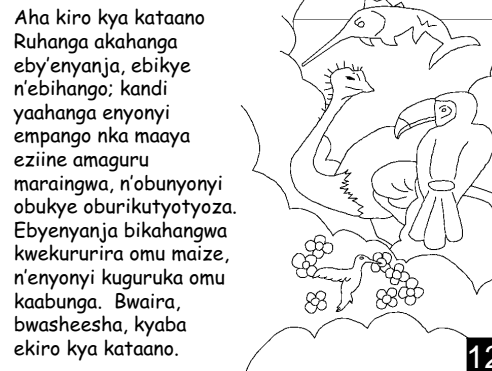 Aha kiro kya kataano
Ruhanga akahanga
eby'enyanja, ebikye
n'ebihango; kandi
yaahanga enyonyi
empango nka maaya
eziine amaguru
maraingwa, n'obunyonyi
obukye oburikutyotyoza.
Ebyenyanja bikahangwa
kwekururira omu maize,
n'enyonyi kuguruka omu
kaabunga.  Bwaira,
bwasheesha, kyaba
ekiro kya kataano.
12